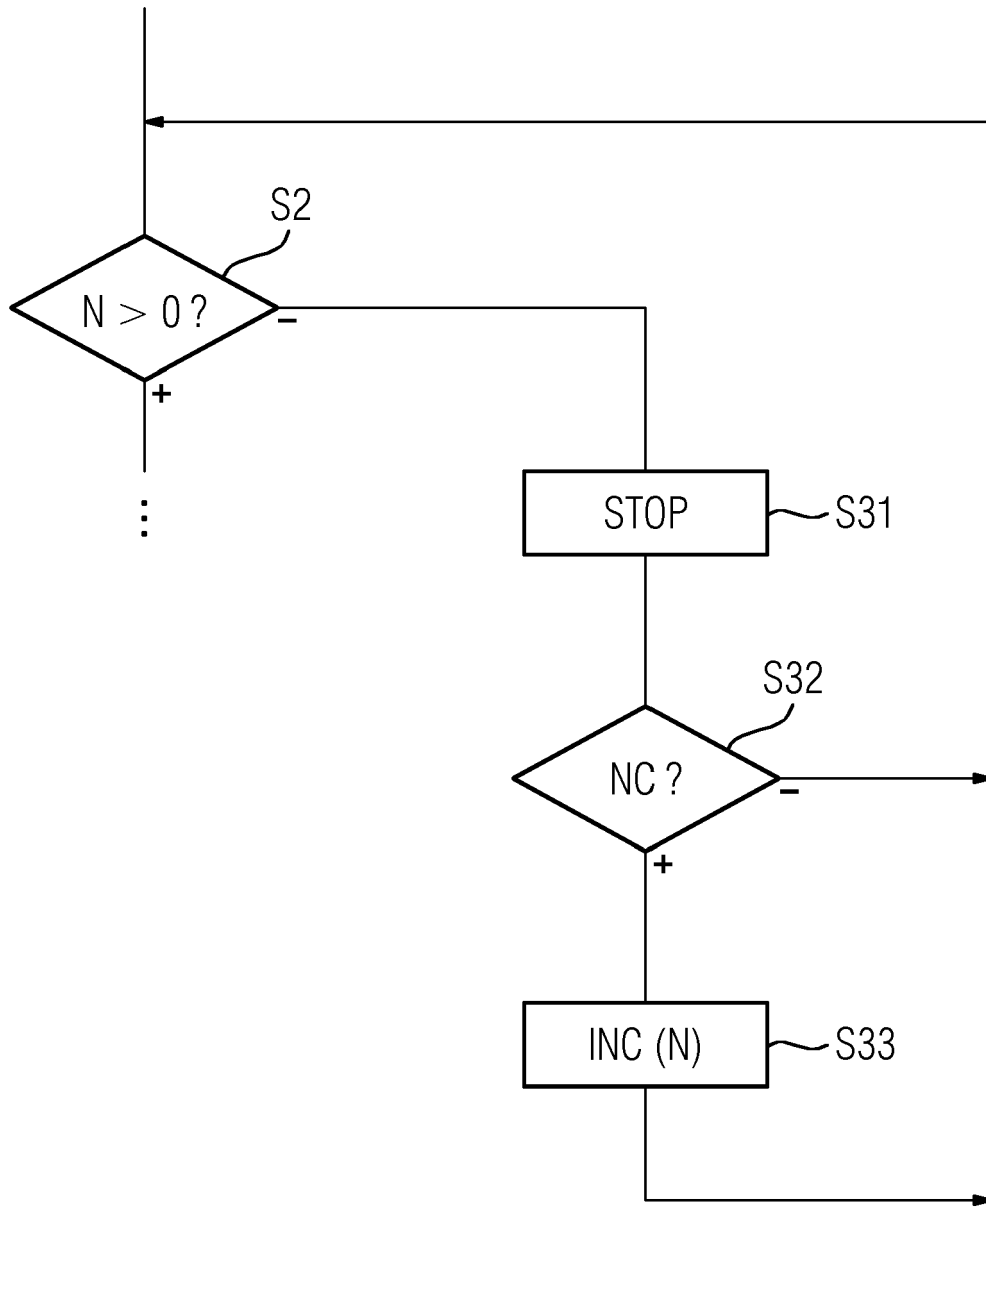 S2
N > 0 ?
–
+
⋮
STOP
S31
S32
NC ?
–
+
INC (N)
S33